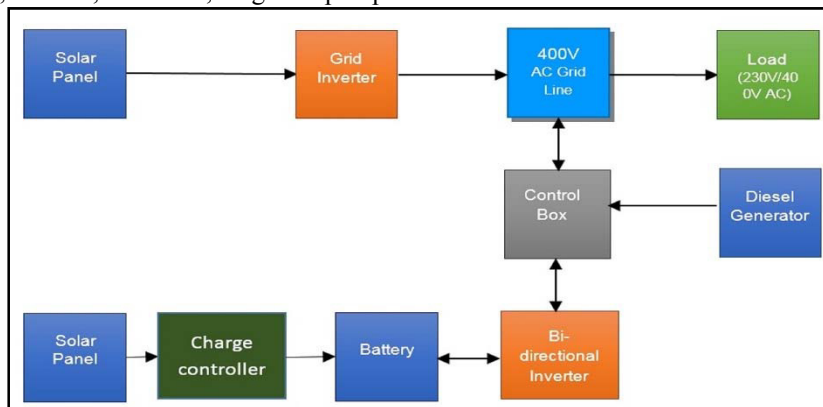 Solar
Panel
Grid
Inverter
400V
AC Grid
Line
Load
(230V/40
0V AC)
Control
Box
Diesel
Generator
Solar
Panel
Charge
controller
Battery
Bi-
directional
Inverter